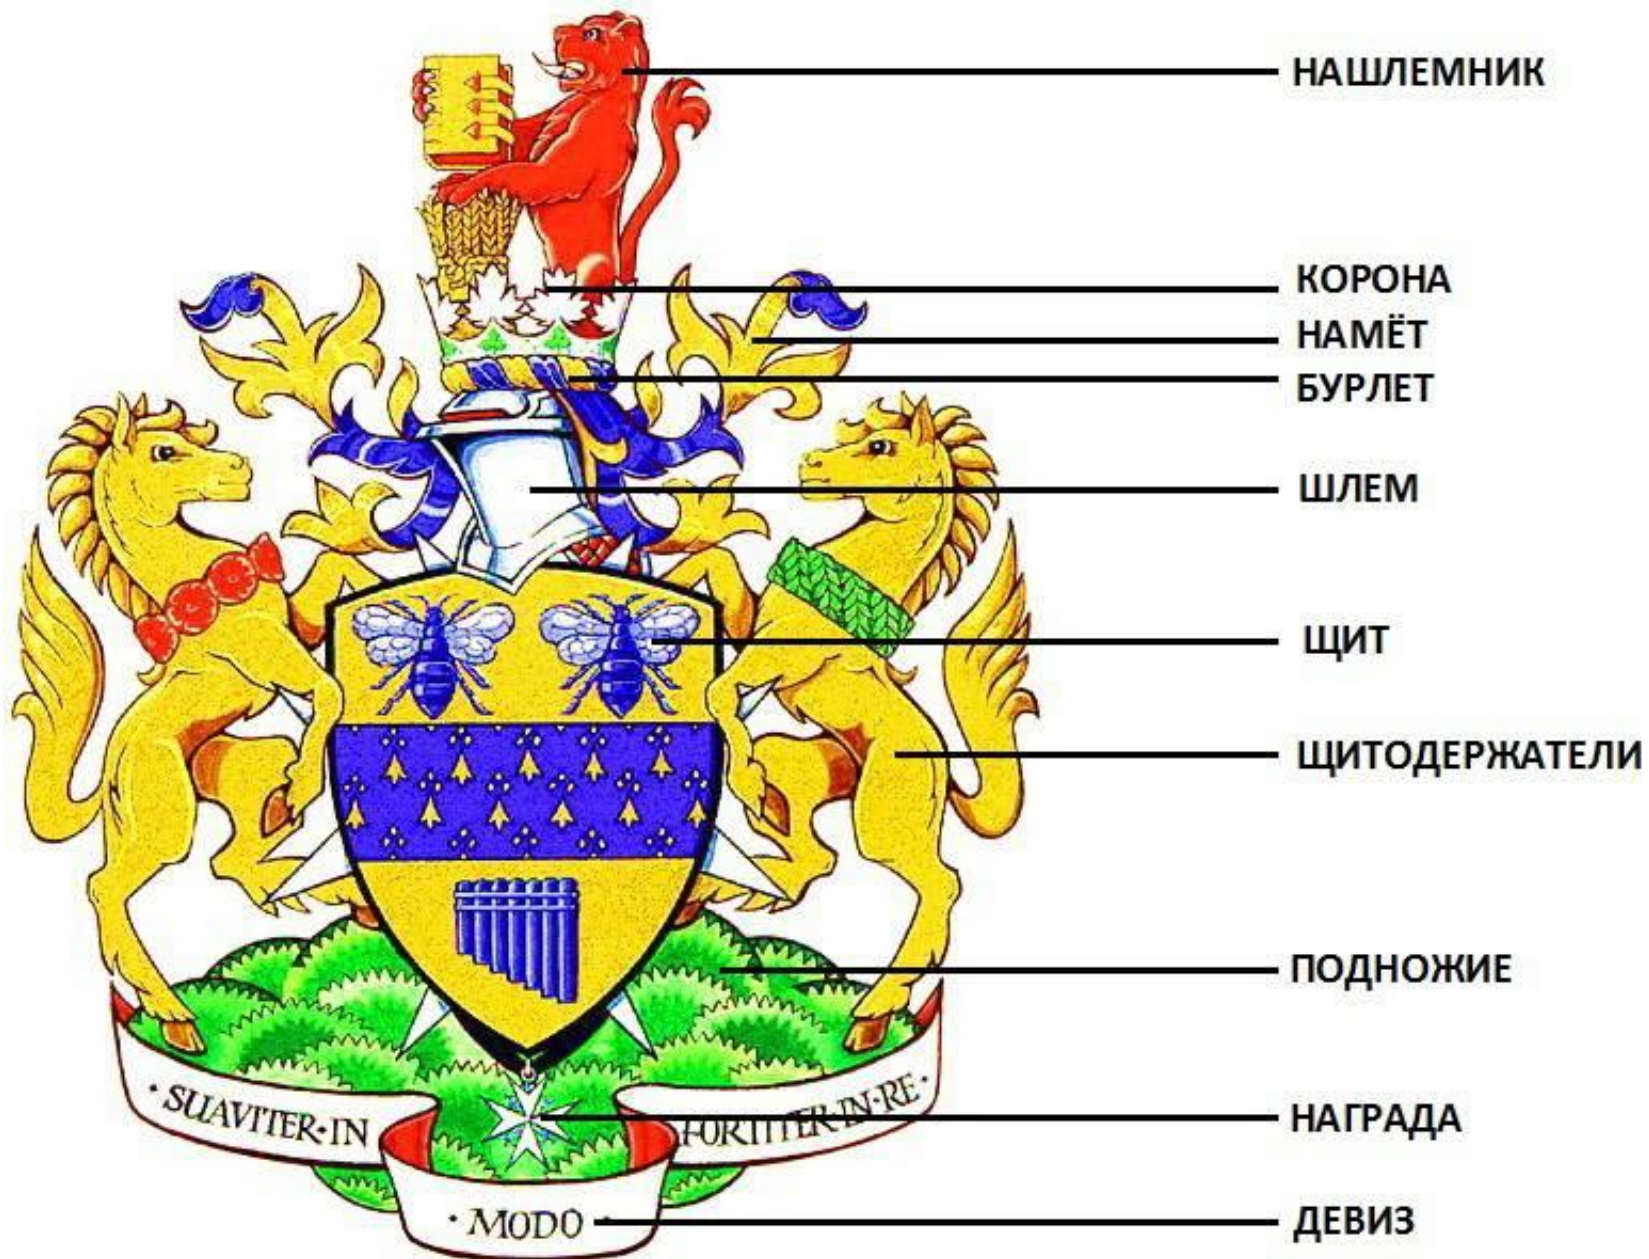 НАШЛЕМНИК
КОРОНА
НАМЁТ
БУРЛЕТ
ШЛЕМ
ЩИТ
ЩИТОДЕРЖАТЕЛИ
ПОДНОЖИЕ
НАГРАДА
ДЕВИЗ
· SUAVITER · IN
· MODO ·
FORTITER · IN · RE ·